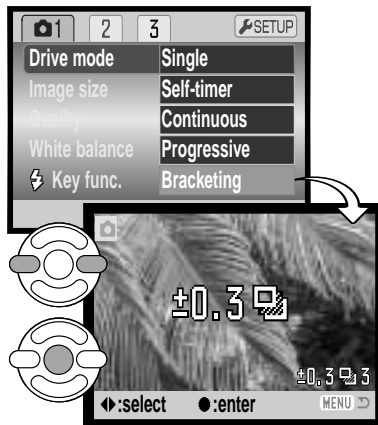 1 2 3 SETUP
Drive mode Single
Image size Self-timer
Quality Continuous
White balance Progressive
Key func. Bracketing
±0.3
±0.3 3
:select :enter MENU